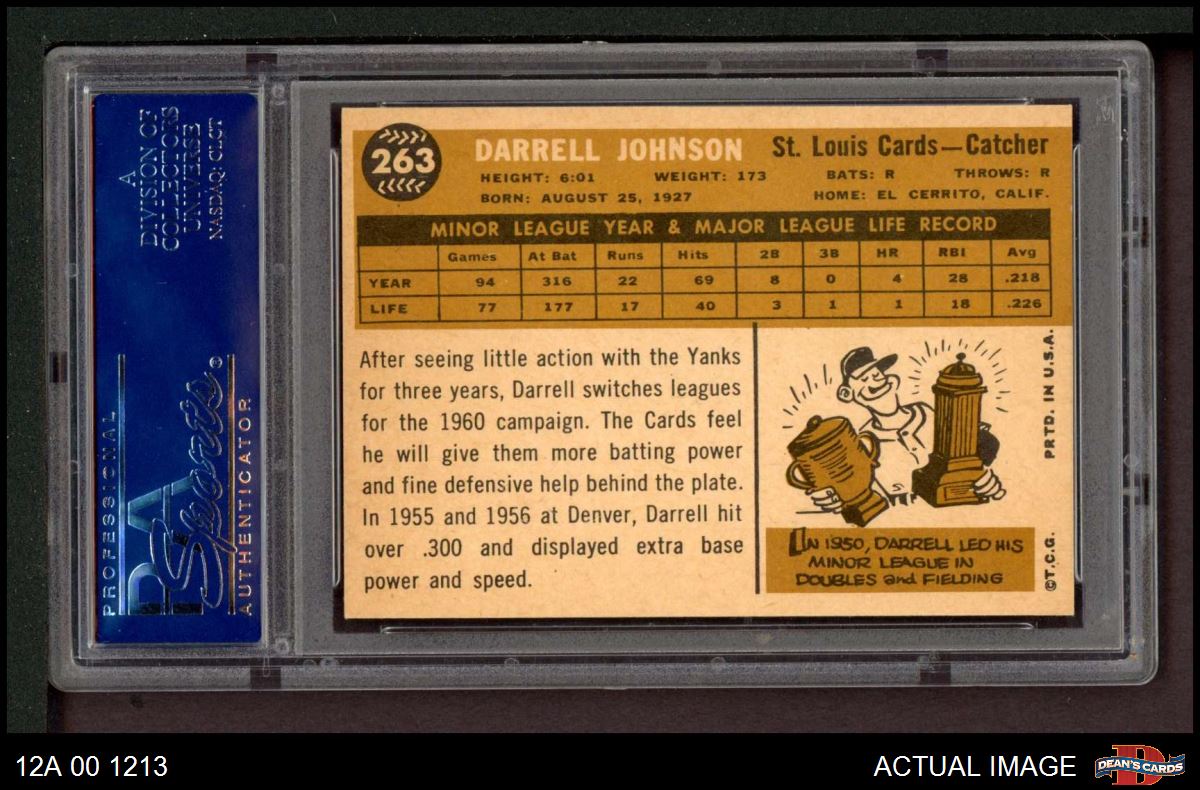 A
DIVISION OF
COLLECTORS
UNIVERSE
NASDAQ: CLCT
PROFESSIONAL
PSA
Sports®
AUTHENTICATOR
263
DARRELL JOHNSON St. Louis Cards—Catcher
HEIGHT: 6:01 WEIGHT: 173 BATS: R THROWS: R
BORN: AUGUST 25, 1927 HOME: EL CERRITO, CALIF.
MINOR LEAGUE YEAR & MAJOR LEAGUE LIFE RECORD
Games At Bat Runs Hits 2B 3B HR RBI Avg
YEAR 94 316 22 69 8 0 4 28 .218
LIFE 77 177 17 40 3 1 1 18 .226
After seeing little action with the Yanks
for three years, Darrell switches leagues
for the 1960 campaign. The Cards feel
he will give them more batting power
and fine defensive help behind the plate.
In 1955 and 1956 at Denver, Darrell hit
over .300 and displayed extra base
power and speed.
IN 1950, DARRELL LED HIS
MINOR LEAGUE IN
DOUBLES and FIELDING
©T.C.G. PRTD. IN U.S.A.
12A 00 1213
ACTUAL IMAGE
DEAN'S CARDS